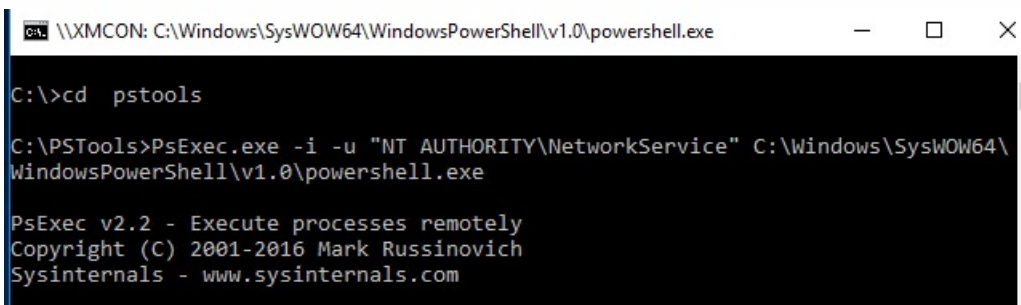 \\XMCON: C:\Windows\SysWOW64\WindowsPowerShell\v1.0\powershell.exe
C:\>cd  pstools
C:\PSTools>PsExec.exe -i -u "NT AUTHORITY\NetworkService" C:\Windows\SysWOW64\
WindowsPowerShell\v1.0\powershell.exe
PsExec v2.2 - Execute processes remotely
Copyright (C) 2001-2016 Mark Russinovich
Sysinternals - www.sysinternals.com